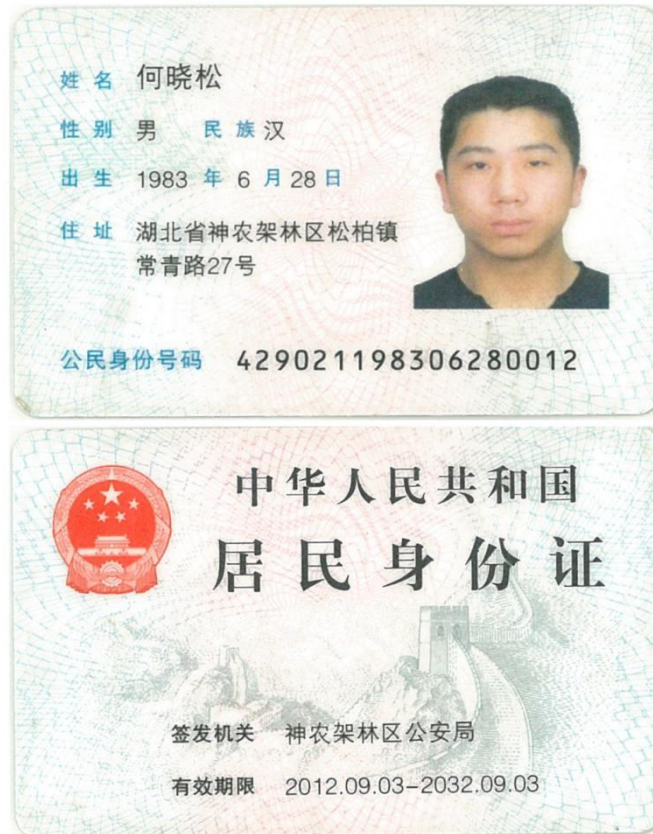 姓名 何晓松
性别 男 民族 汉
出生 1983 年 6 月 28 日
住址 湖北省神农架林区松柏镇
常青路27号
公民身份号码 429021198306280012
中华人民共和国
居民身份证
签发机关 神农架林区公安局
有效期限 2012.09.03-2032.09.03